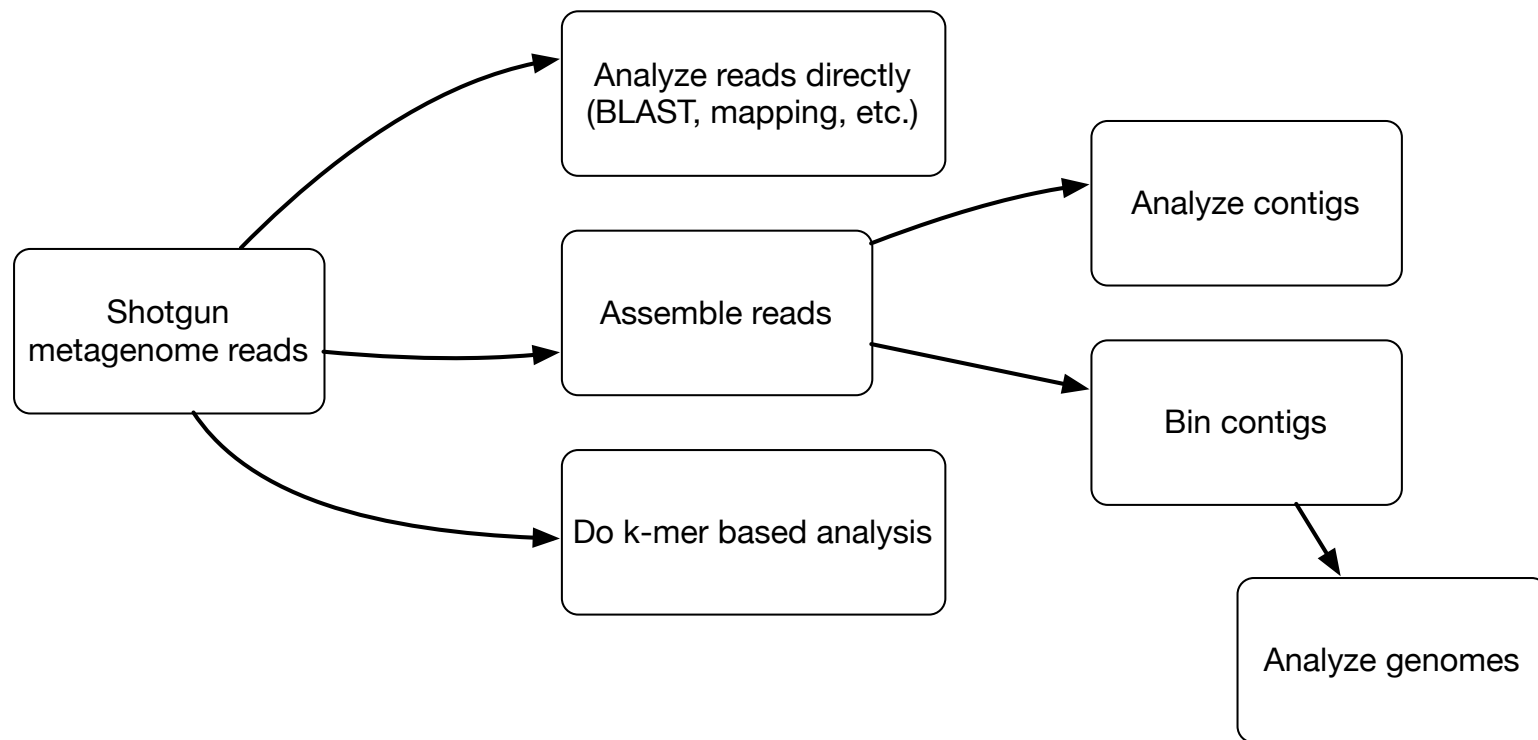 Analyze reads directly
(BLAST, mapping, etc.)
Analyze contigs
Shotgun
metagenome reads
Assemble reads
Bin contigs
Do k-mer based analysis
Analyze genomes